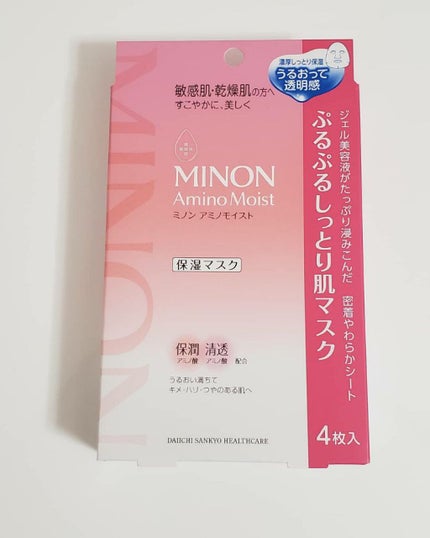 MINON
敏感肌・乾燥肌の方へ
すこやかに、美しく
MINON
Amino Moist
ミノン アミノモイスト
保湿マスク
保潤 清透
アミノ酸 アミノ酸 配合
うるおい満ちて
キメ・ハリ・つやのある肌へ
DAIICHI SANKYO HEALTHCARE
濃厚しっとり保湿
うるおって
透明感
ジェル美容液がたっぷり浸みこんだ 密着やわらかシート
ぷるぷるしっとり肌マスク
4枚入